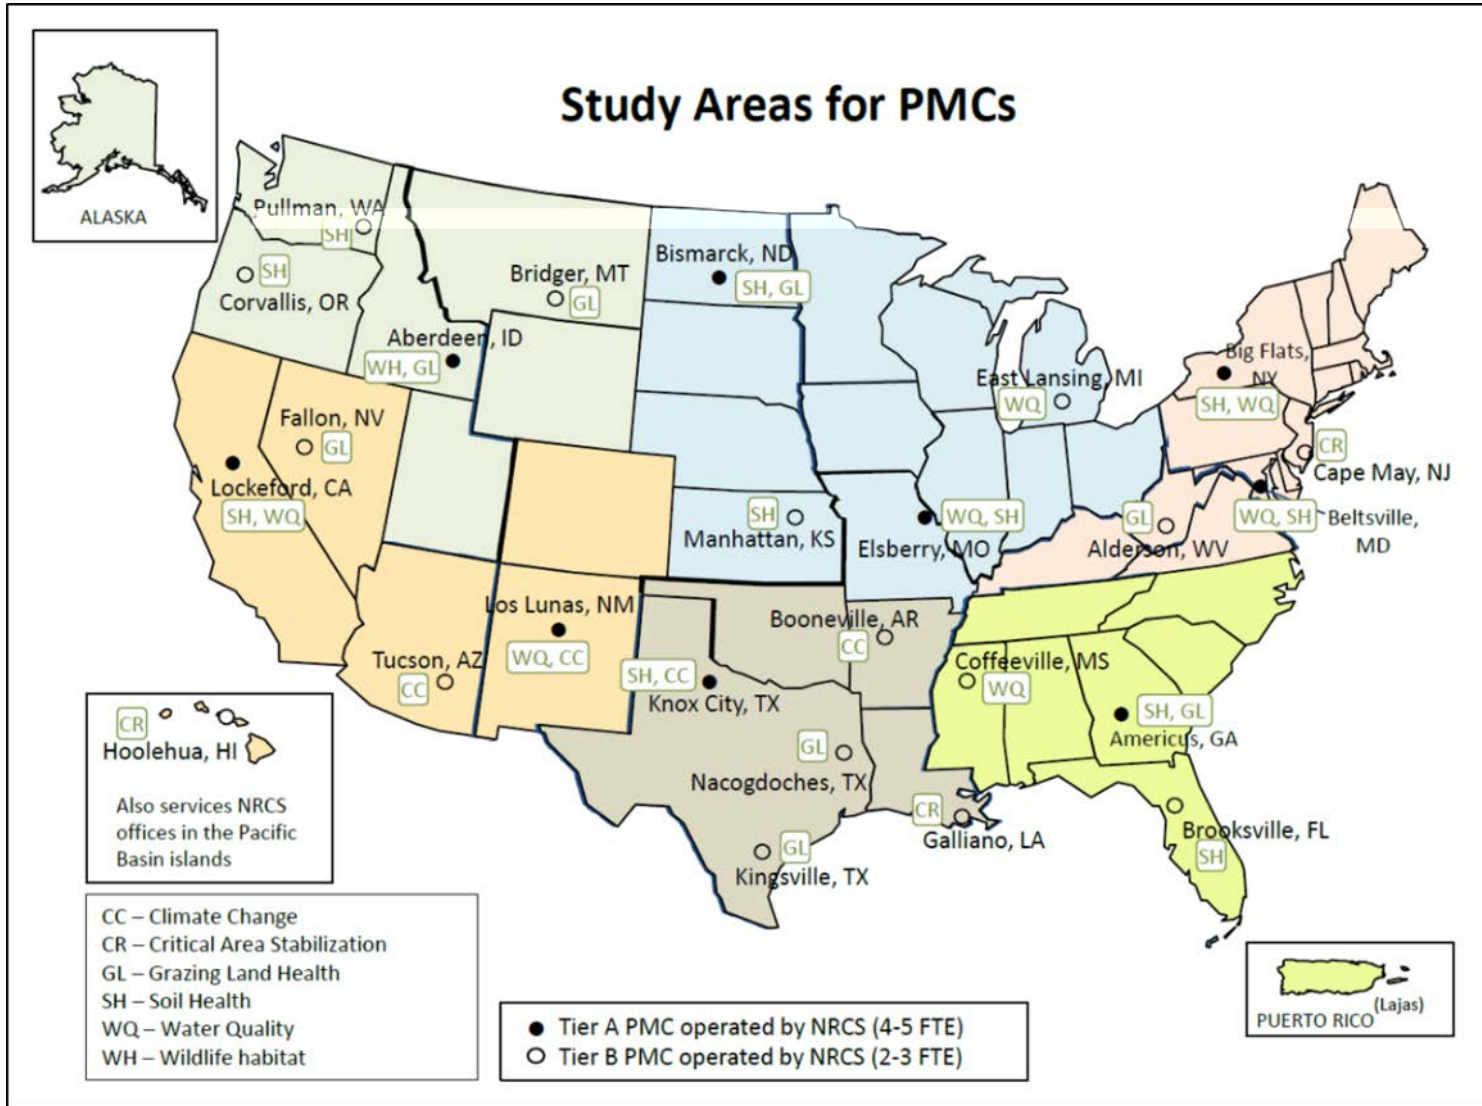 Study Areas for PMCs
ALASKA
Pullman, WA
SH
SH
Corvallis, OR
Bridger, MT
GL
Bismarck, ND
SH, GL
Aberdeen, ID
WH, GL
East Lansing, MI
WQ
Big Flats,
NY
SH, WQ
Fallon, NV
GL
Lockeford, CA
SH, WQ
CR
Cape May, NJ
SH
Manhattan, KS
WQ, SH
Elsberry, MO
GL
Alderson, WV
WQ, SH
Beltsville,
MD
Los Lunas, NM
WQ, CC
Tucson, AZ
CC
SH, CC
Knox City, TX
Booneville, AR
CC
Coffeeville, MS
WQ
SH, GL
Americus, GA
CR
Hoolehua, HI
Also services NRCS
offices in the Pacific
Basin islands
GL
Nacogdoches, TX
GL
Kingsville, TX
CR
Galliano, LA
Brooksville, FL
SH
CC – Climate Change
CR – Critical Area Stabilization
GL – Grazing Land Health
SH – Soil Health
WQ – Water Quality
WH – Wildlife habitat
Tier A PMC operated by NRCS (4-5 FTE)
Tier B PMC operated by NRCS (2-3 FTE)
(Lajas)
PUERTO RICO